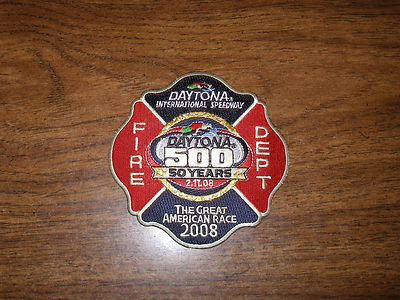 DAYTONA
INTERNATIONAL SPEEDWAY
FIRE
DEPT
DAYTONA
500
50 YEARS
2.17.08
THE GREAT
AMERICAN RACE
2008